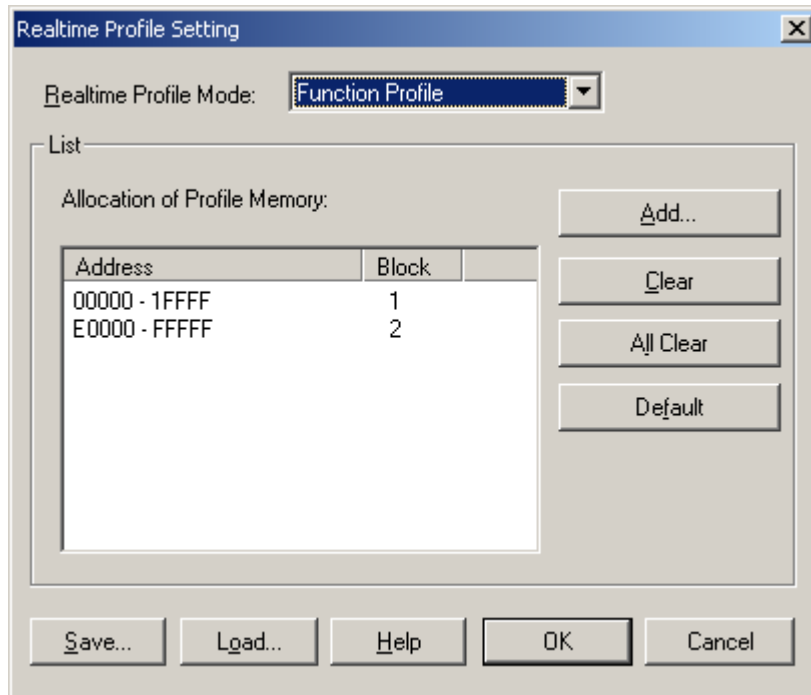 Realtime Profile Setting
Realtime Profile Mode: Function Profile
List
Allocation of Profile Memory:
Add...
Address Block
00000 - 1FFFF 1
E0000 - FFFFF 2
Clear
All Clear
Default
Save... Load... Help OK Cancel